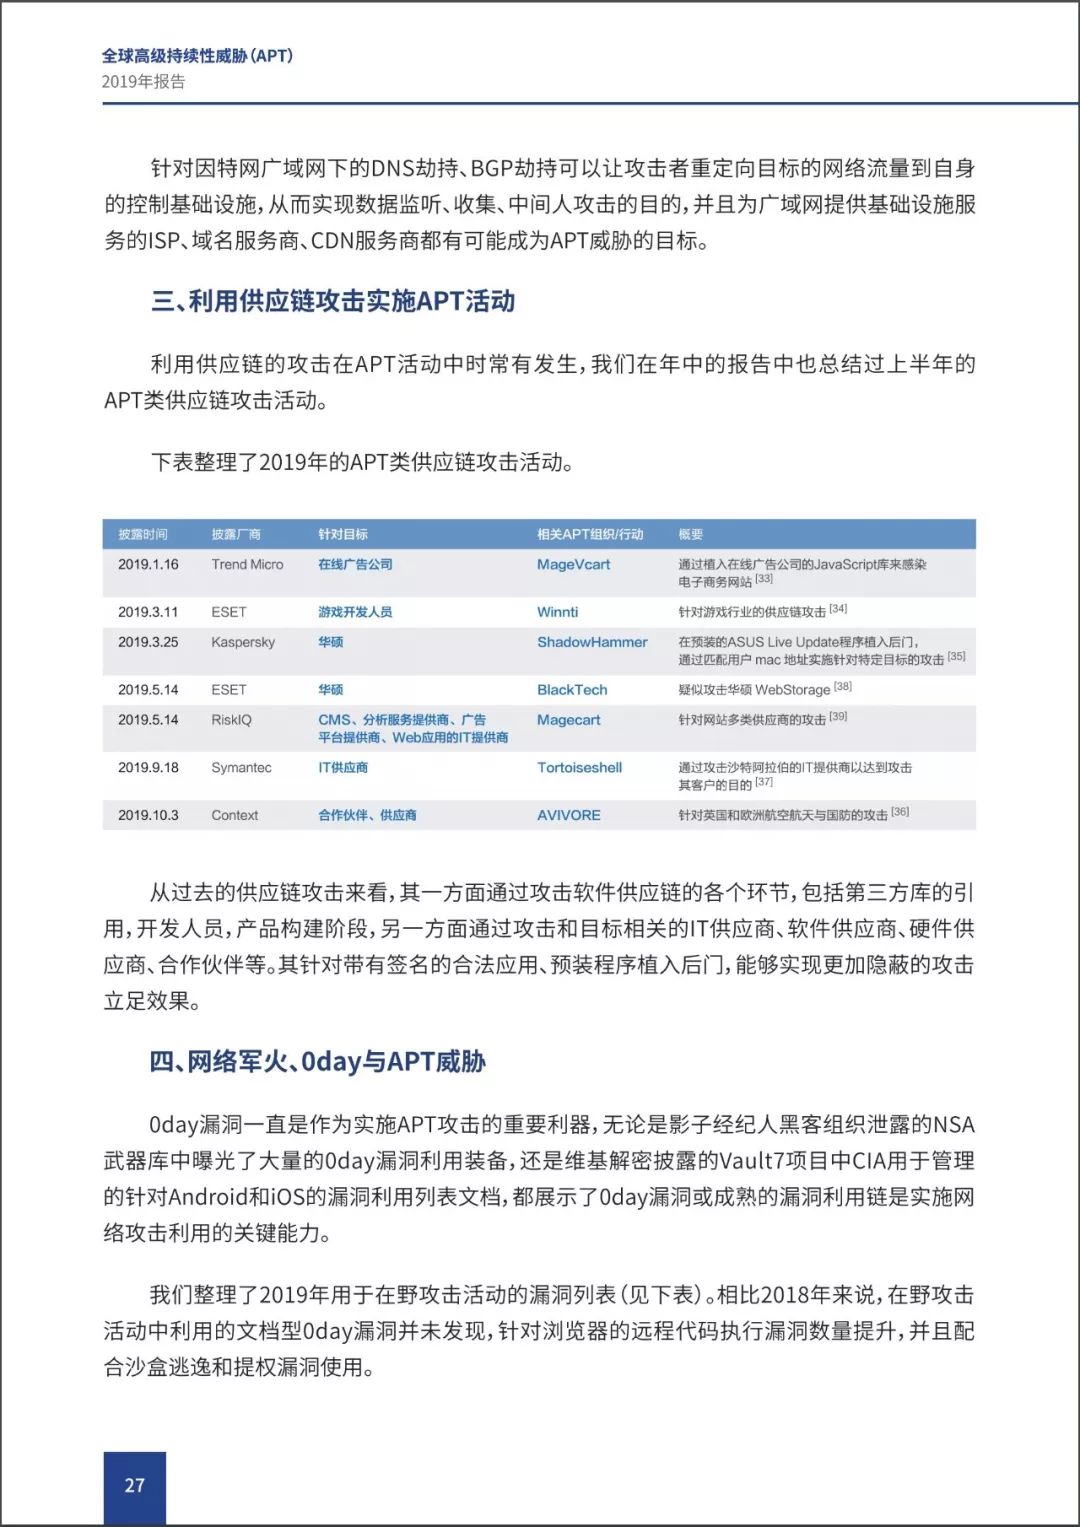 全球高级持续性威胁（APT）
2019年报告
针对因特网广域网下的DNS劫持、BGP劫持可以让攻击者重定向目标的网络流量到自身
的控制基础设施，从而实现数据监听、收集、中间人攻击的目的，并且为广域网提供基础设施服
务的ISP、域名服务商、CDN服务商都有可能成为APT威胁的目标。
三、利用供应链攻击实施APT活动
利用供应链的攻击在APT活动中时常有发生，我们在年中的报告中也总结过上半年的
APT类供应链攻击活动。
下表整理了2019年的APT类供应链攻击活动。
披露时间 披露厂商 针对目标 相关APT组织/行动 概要
2019.1.16 Trend Micro 在线广告公司 MageVcart 通过植入在线广告公司的JavaScript库来感染
电子商务网站 [33]
2019.3.11 ESET 游戏开发人员 Winnti 针对游戏行业的供应链攻击 [34]
2019.3.25 Kaspersky 华硕 ShadowHammer 在预装的ASUS Live Update程序植入后门，
通过匹配用户 mac 地址实施针对特定目标的攻击 [35]
2019.5.14 ESET 华硕 BlackTech 疑似攻击华硕 WebStorage [38]
2019.5.14 RiskIQ CMS、分析服务提供商、广告 Magecart 针对网站多类供应商的攻击 [39]
平台提供商、Web应用的IT提供商
2019.9.18 Symantec IT供应商 Tortoiseshell 通过攻击沙特阿拉伯的IT提供商以达到攻击
其客户的目的 [37]
2019.10.3 Context 合作伙伴、供应商 AVIVORE 针对英国和欧洲航空航天与国防的攻击 [36]
从过去的供应链攻击来看，其一方面通过攻击软件供应链的各个环节，包括第三方库的引
用，开发人员，产品构建阶段，另一方面通过攻击和目标相关的IT供应商、软件供应商、硬件供
应商、合作伙伴等。其针对带有签名的合法应用、预装程序植入后门，能够实现更加隐蔽的攻击
立足效果。
四、网络军火、0day与APT威胁
0day漏洞一直是作为实施APT攻击的重要利器，无论是影子经纪人黑客组织泄露的NSA
武器库中曝光了大量的0day漏洞利用装备，还是维基解密披露的Vault7项目中CIA用于管理
的针对Android和iOS的漏洞利用列表文档，都展示了0day漏洞或成熟的漏洞利用链是实施网
络攻击利用的关键能力。
我们整理了2019年用于在野攻击活动的漏洞列表（见下表）。相比2018年来说，在野攻击
活动中利用的文档型0day漏洞并未发现，针对浏览器的远程代码执行漏洞数量提升，并且配
合沙盒逃逸和提权漏洞使用。
27